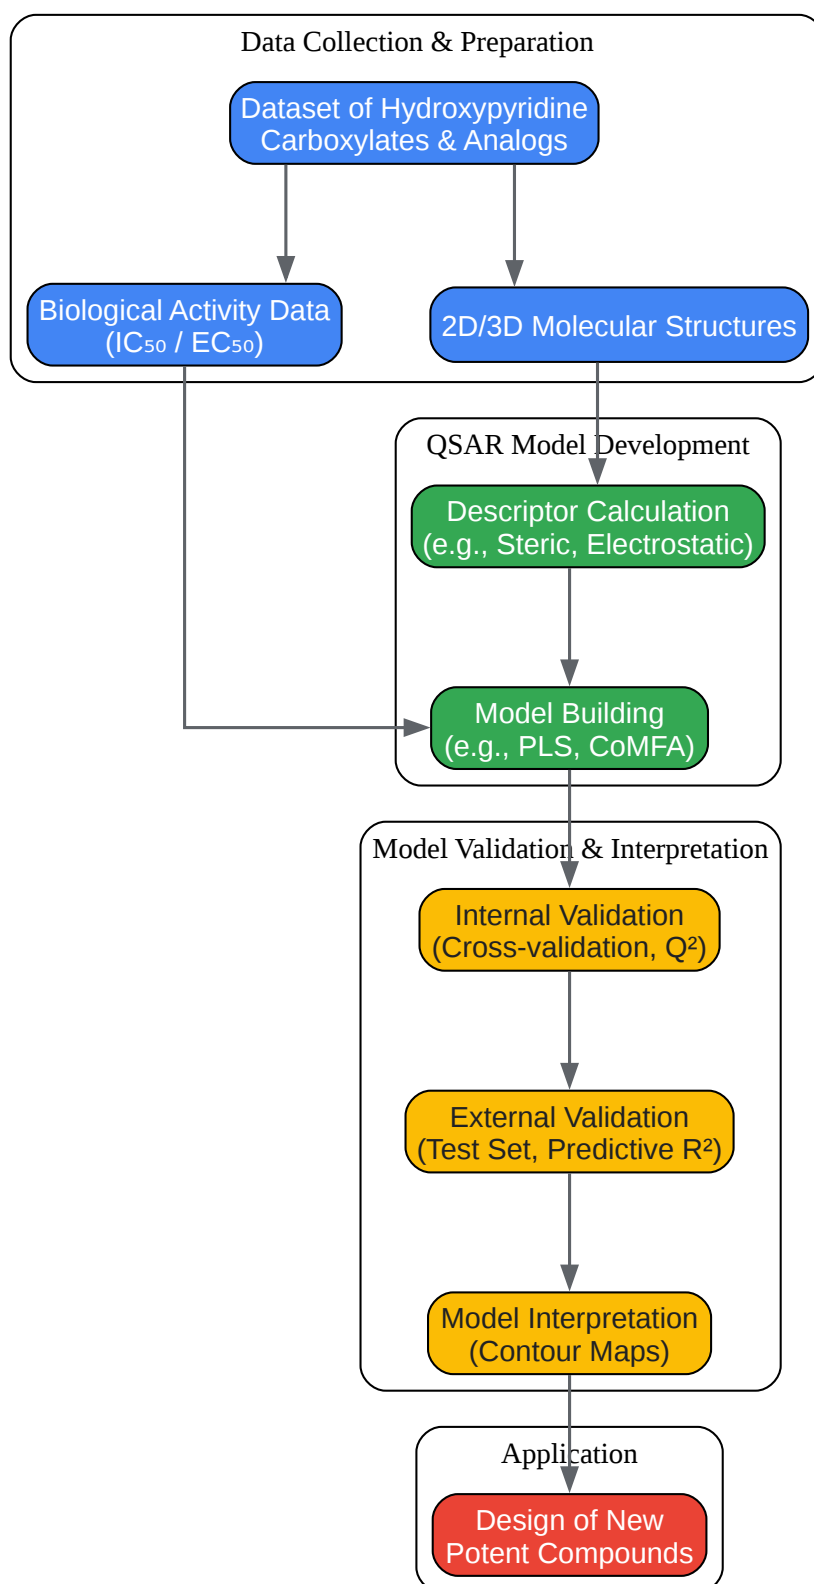 Data Collection & Preparation
Dataset of Hydroxypyridine
Carboxylates & Analogs
Biological Activity Data
(IC₅₀ / EC₅₀)
2D/3D Molecular Structures
QSAR Model Development
Descriptor Calculation
(e.g., Steric, Electrostatic)
Model Building
(e.g., PLS, CoMFA)
Model Validation & Interpretation
Internal Validation
(Cross-validation, Q²)
External Validation
(Test Set, Predictive R²)
Model Interpretation
(Contour Maps)
Application
Design of New
Potent Compounds